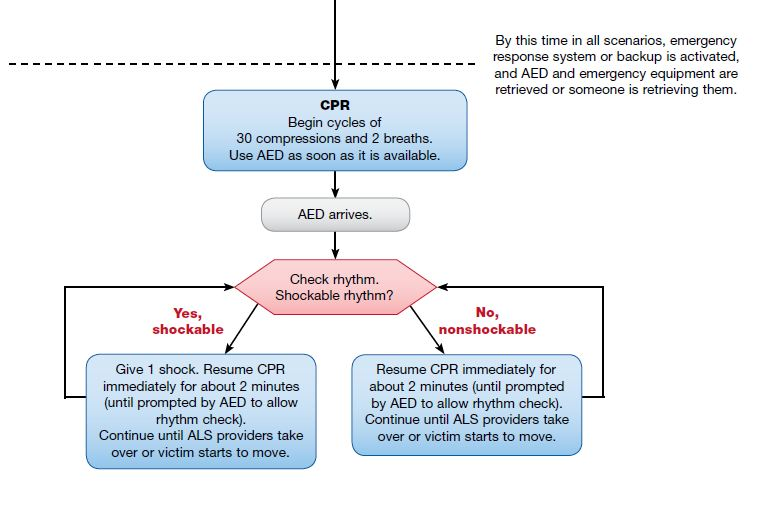 By this time in all scenarios, emergency
response system or backup is activated,
and AED and emergency equipment are
retrieved or someone is retrieving them.
CPR
Begin cycles of
30 compressions and 2 breaths.
Use AED as soon as it is available.
AED arrives.
Check rhythm.
Shockable rhythm?
Yes,
shockable
No,
nonshockable
Give 1 shock. Resume CPR
immediately for about 2 minutes
(until prompted by AED to allow
rhythm check).
Continue until ALS providers take
over or victim starts to move.
Resume CPR immediately for
about 2 minutes (until prompted
by AED to allow rhythm check).
Continue until ALS providers take
over or victim starts to move.